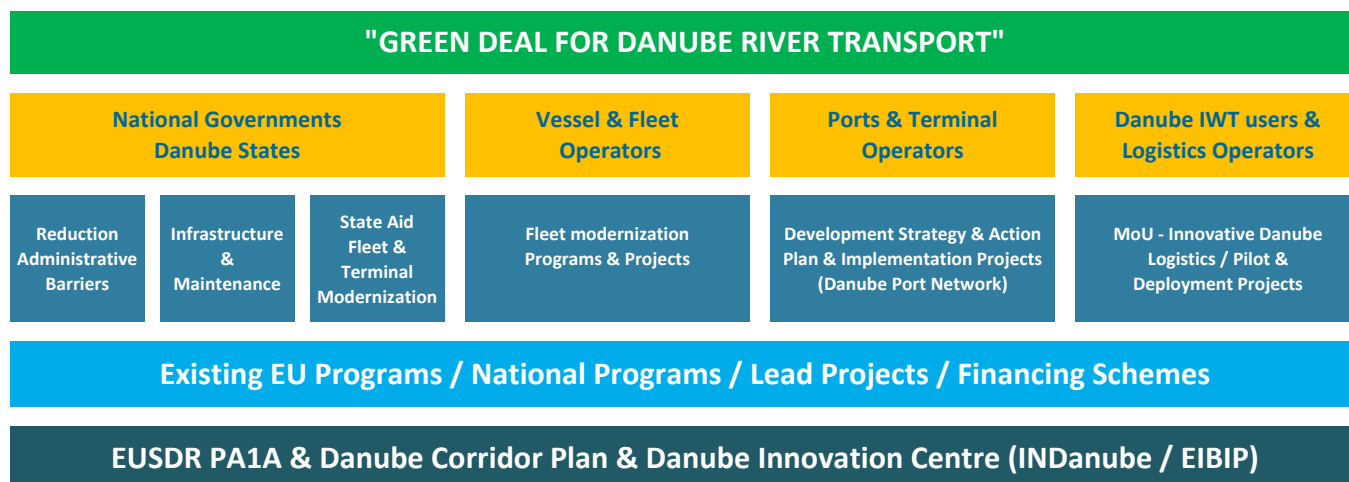 "GREEN DEAL FOR DANUBE RIVER TRANSPORT"
National Governments
Danube States
Vessel & Fleet
Operators
Ports & Terminal
Operators
Danube IWT users &
Logistics Operators
Reduction
Administrative
Barriers
Infrastructure
&
Maintenance
State Aid
Fleet &
Terminal
Modernization
Fleet modernization
Programs & Projects
Development Strategy & Action
Plan & Implementation Projects
(Danube Port Network)
MoU - Innovative Danube
Logistics / Pilot &
Deployment Projects
Existing EU Programs / National Programs / Lead Projects / Financing Schemes
EUSDR PA1A & Danube Corridor Plan & Danube Innovation Centre (INDanube / EIBIP)